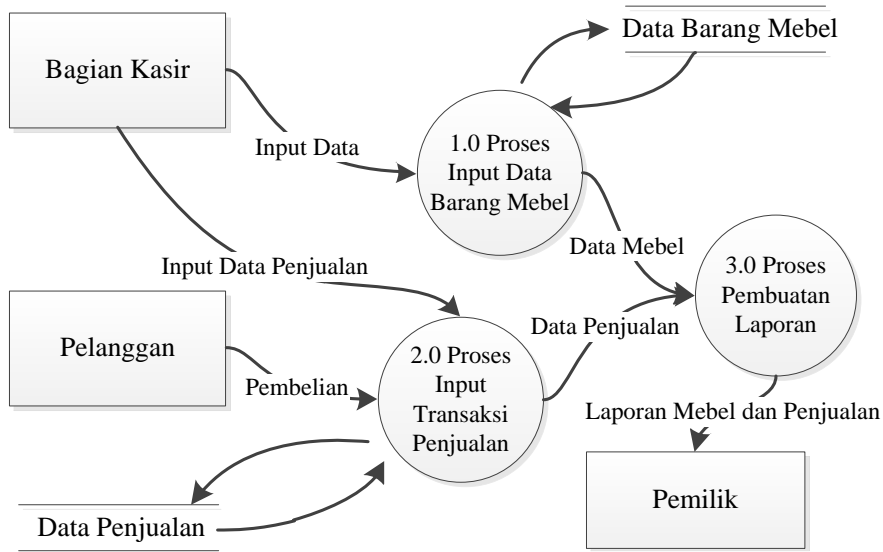 Bagian Kasir
Data Barang Mebel
Input Data
1.0 Proses
Input Data
Barang Mebel
Data Mebel
Input Data Penjualan
3.0 Proses
Pembuatan
Laporan
Pelanggan
Pembelian
2.0 Proses
Input
Transaksi
Penjualan
Data Penjualan
Laporan Mebel dan Penjualan
Pemilik
Data Penjualan